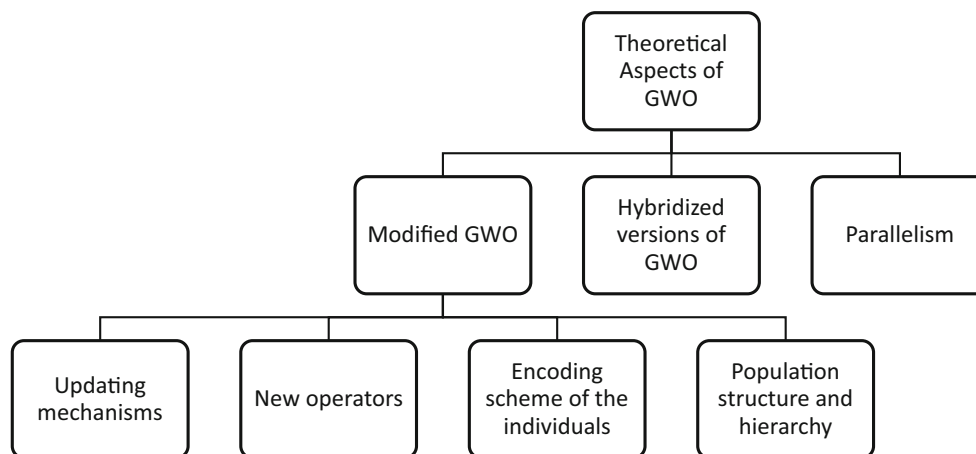 Theoretical
Aspects of
GWO
Modified GWO
Hybridized
versions of
GWO
Parallelism
Updating
mechanisms
New operators
Encoding
scheme of the
individuals
Population
structure and
hierarchy